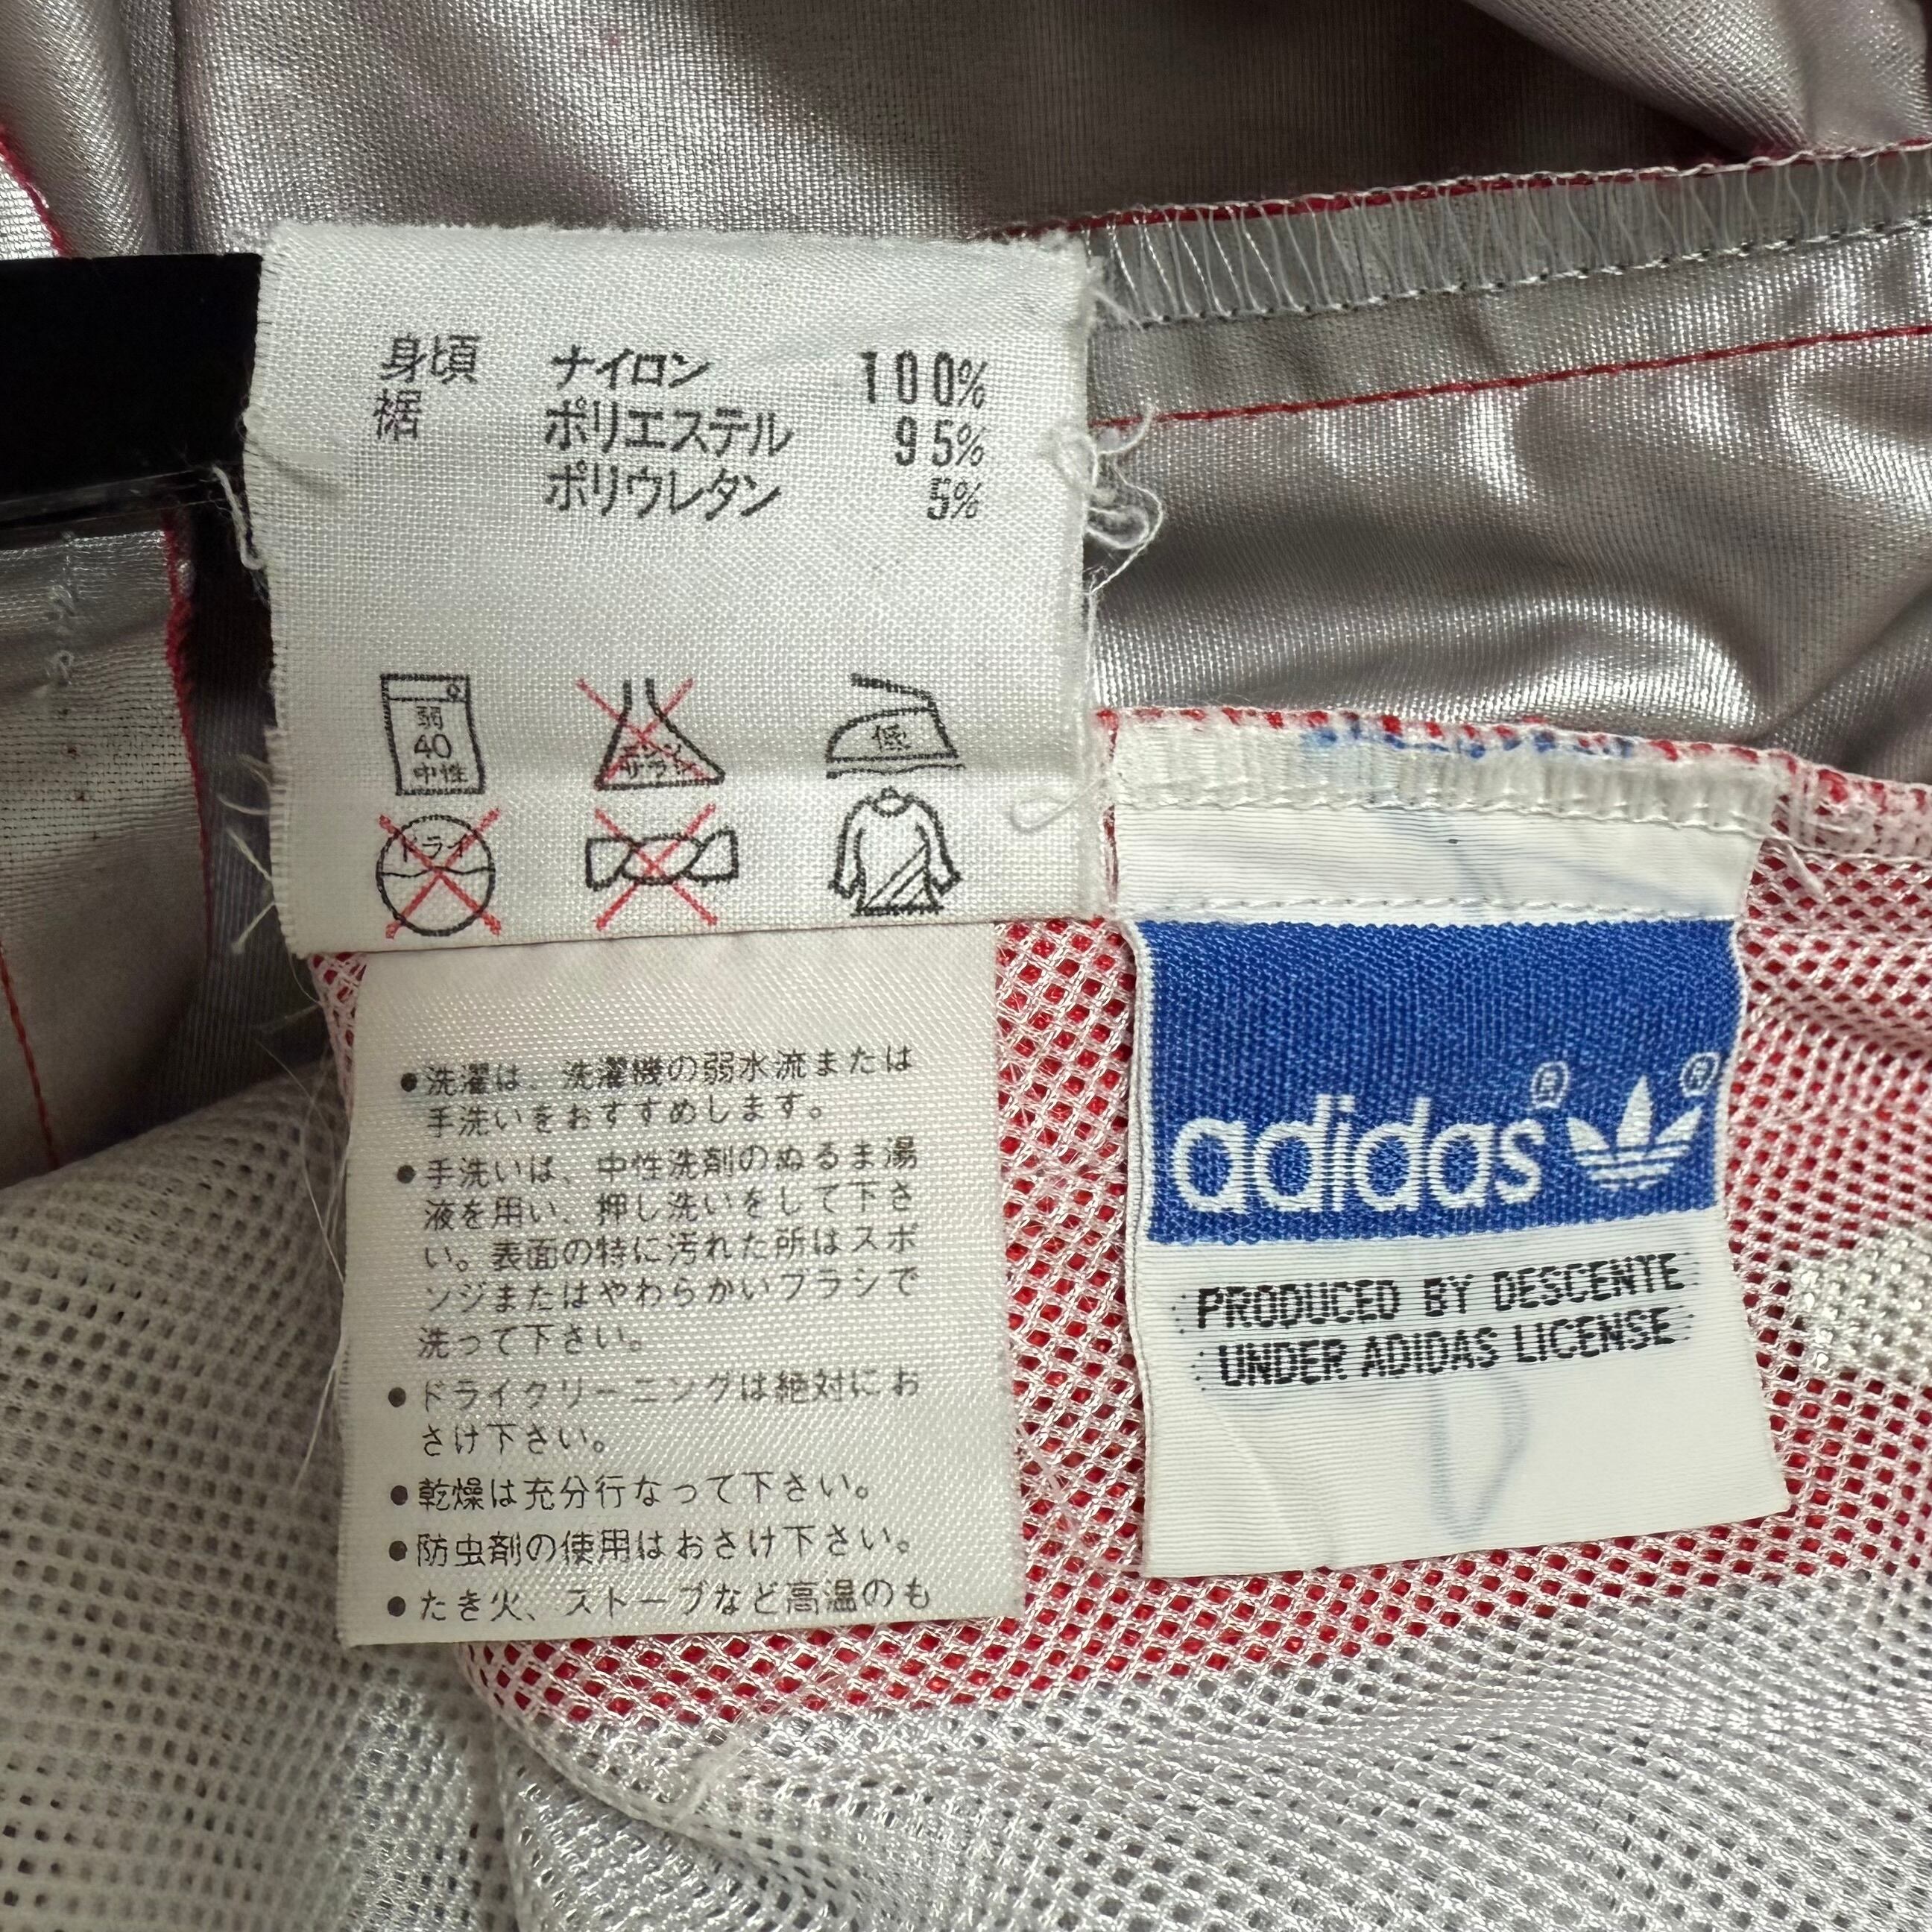 身頃 ナイロン 100%
裾 ポリエステル 95%
ポリウレタン 5%
弱
40
中性
エンソ
サラシ
低
ドライ
●洗濯は、洗濯機の弱水流または
手洗いをおすすめします。
●手洗いは、中性洗剤のぬるま湯
液を用い、押し洗いをして下さ
い。表面の特に汚れた所はスポ
ンジまたはやわらかいブラシで
洗って下さい。
●ドライクリーニングは絶対にお
さけ下さい。
●乾燥は充分行なって下さい。
●防虫剤の使用はおさけ下さい。
●たき火、ストーブなど高温のも
adidas®®
PRODUCED BY DESCENTE
UNDER ADIDAS LICENSE